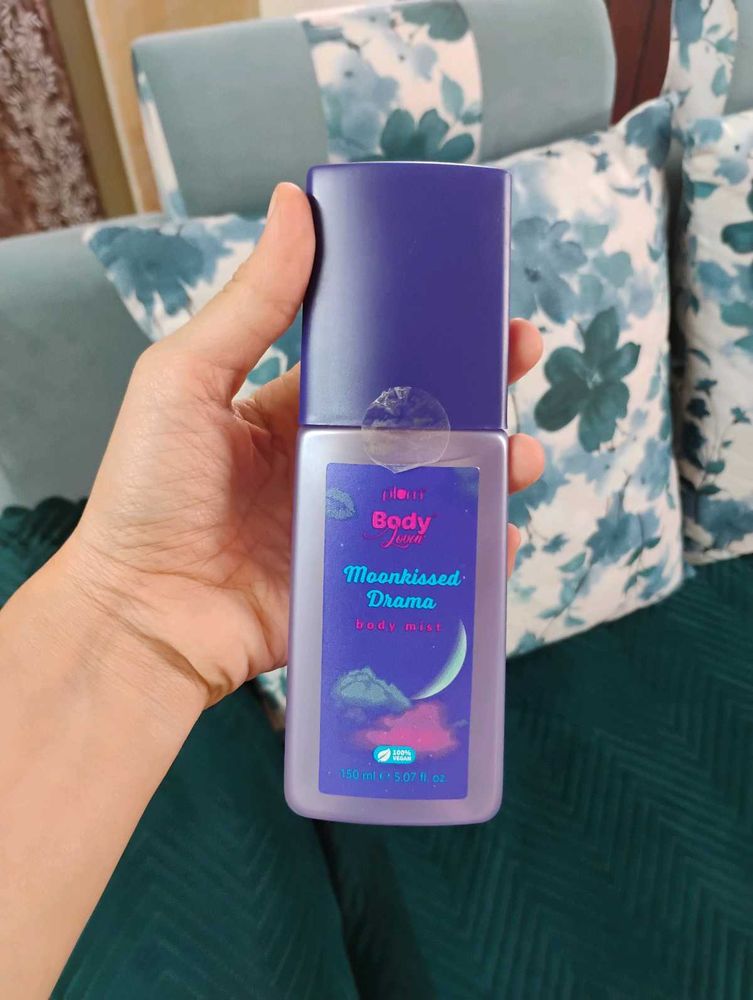 plum
Body
Lovin'
Moonkissed
Drama
body mist
100%
VEGAN
150 ml e 5.07 fl. oz.